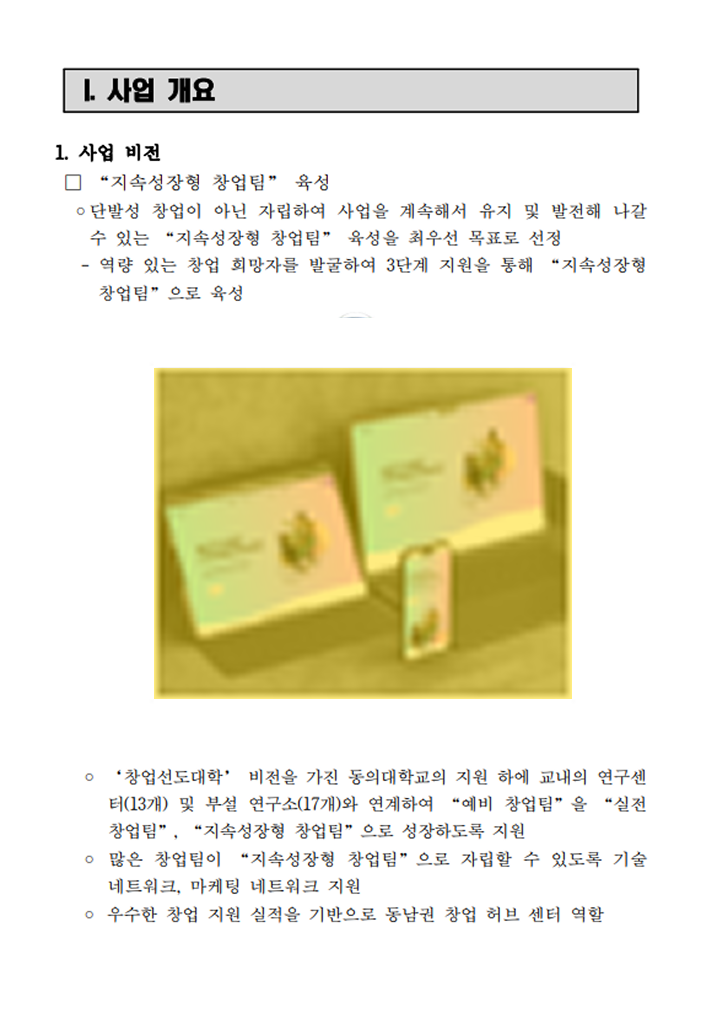 I. 사업 개요
1. 사업 비전
□ “지속성장형 창업팀” 육성
○ 단발성 창업이 아닌 자립하여 사업을 계속해서 유지 및 발전해 나갈
수 있는 “지속성장형 창업팀” 육성을 최우선 목표로 선정
- 역량 있는 창업 희망자를 발굴하여 3단계 지원을 통해 “지속성장형
창업팀”으로 육성
○ ‘창업선도대학’ 비전을 가진 동의대학교의 지원 하에 교내의 연구센
터(13개) 및 부설 연구소(17개)와 연계하여 “예비 창업팀”을 “실전
창업팀”, “지속성장형 창업팀”으로 성장하도록 지원
○ 많은 창업팀이 “지속성장형 창업팀”으로 자립할 수 있도록 기술
네트워크, 마케팅 네트워크 지원
○ 우수한 창업 지원 실적을 기반으로 동남권 창업 허브 센터 역할